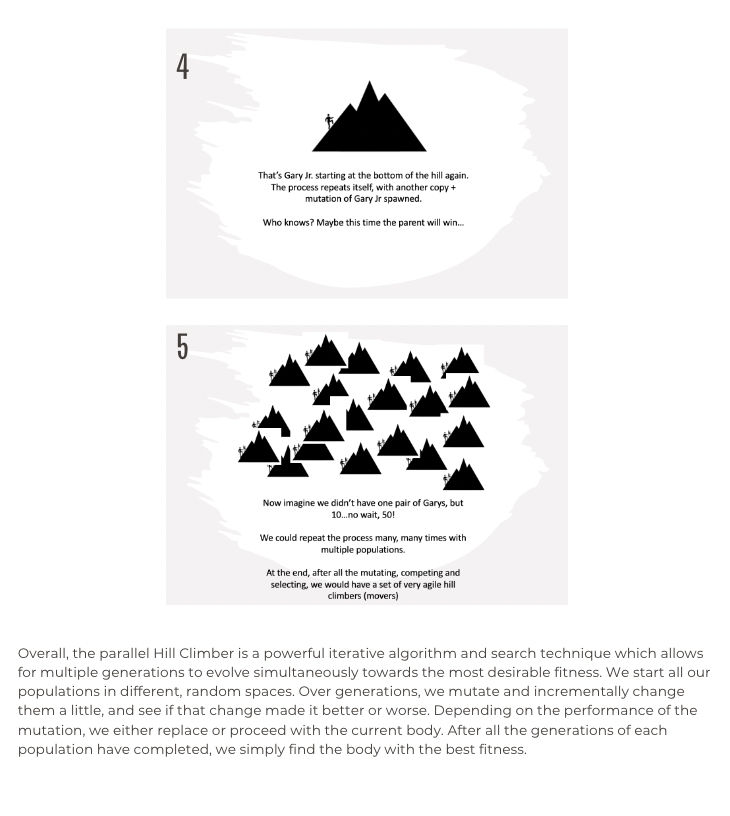 4
That's Gary Jr. starting at the bottom of the hill again.
The process repeats itself, with another copy +
mutation of Gary Jr spawned.
Who knows? Maybe this time the parent will win...
5
Now imagine we didn't have one pair of Garys, but
10...no wait, 50!
We could repeat the process many, many times with
multiple populations.
At the end, after all the mutating, competing and
selecting, we would have a set of very agile hill
climbers (movers)
Overall, the parallel Hill Climber is a powerful iterative algorithm and search technique which allows
for multiple generations to evolve simultaneously towards the most desirable fitness. We start all our
populations in different, random spaces. Over generations, we mutate and incrementally change
them a little, and see if that change made it better or worse. Depending on the performance of the
mutation, we either replace or proceed with the current body. After all the generations of each
population have completed, we simply find the body with the best fitness.